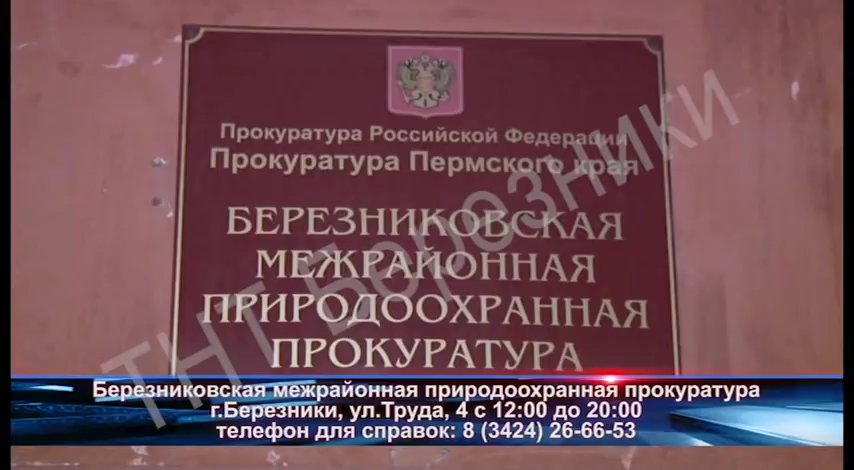 Прокуратура Российской Федерации
Прокуратура Пермского края
БЕРЕЗНИКОВСКАЯ
МЕЖРАЙОННАЯ
ПРИРОДООХРАННАЯ
ПРОКУРАТУРА
ТНТ Березники
Березниковская межрайонная природоохранная прокуратура
г.Березники, ул.Труда, 4 с 12:00 до 20:00
телефон для справок: 8 (3424) 26-66-53